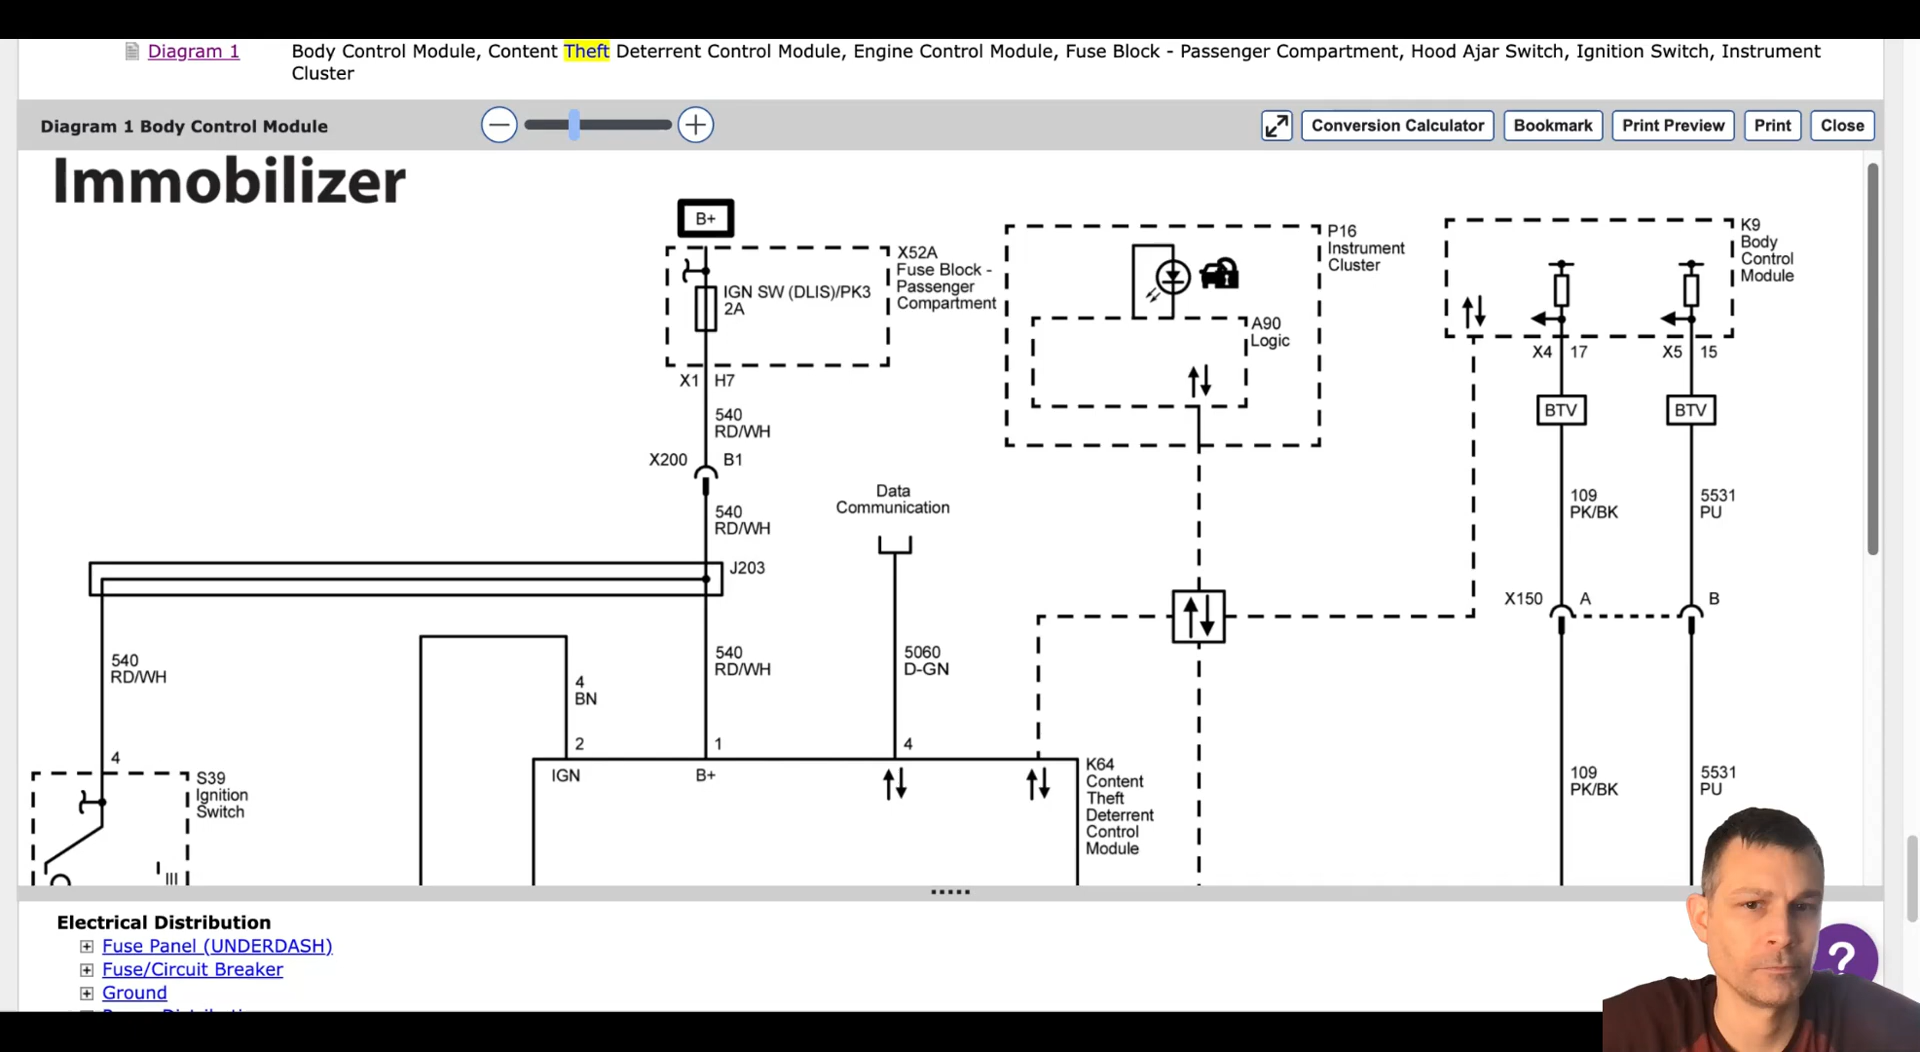 Diagram 1
Body Control Module, Content Theft Deterrent Control Module, Engine Control Module, Fuse Block - Passenger Compartment, Hood Ajar Switch, Ignition Switch, Instrument
Cluster
Diagram 1 Body Control Module
Conversion Calculator
Bookmark
Print Preview
Print
Close
Immobilizer
B+
X52A
Fuse Block -
Passenger
Compartment
IGN SW (DLIS)/PK3
2A
X1 H7
540
RD/WH
X200 B1
540
RD/WH
J203
540
RD/WH
540
RD/WH
4
BN
Data
Communication
5060
D-GN
P16
Instrument
Cluster
A90
Logic
K9
Body
Control
Module
X4 17
X5 15
BTV
BTV
109
PK/BK
5531
PU
X150 A
B
109
PK/BK
5531
PU
4
S39
Ignition
Switch
III
2
1
4
IGN
B+
K64
Content
Theft
Deterrent
Control
Module
Electrical Distribution
Fuse Panel (UNDERDASH)
Fuse/Circuit Breaker
Ground
?